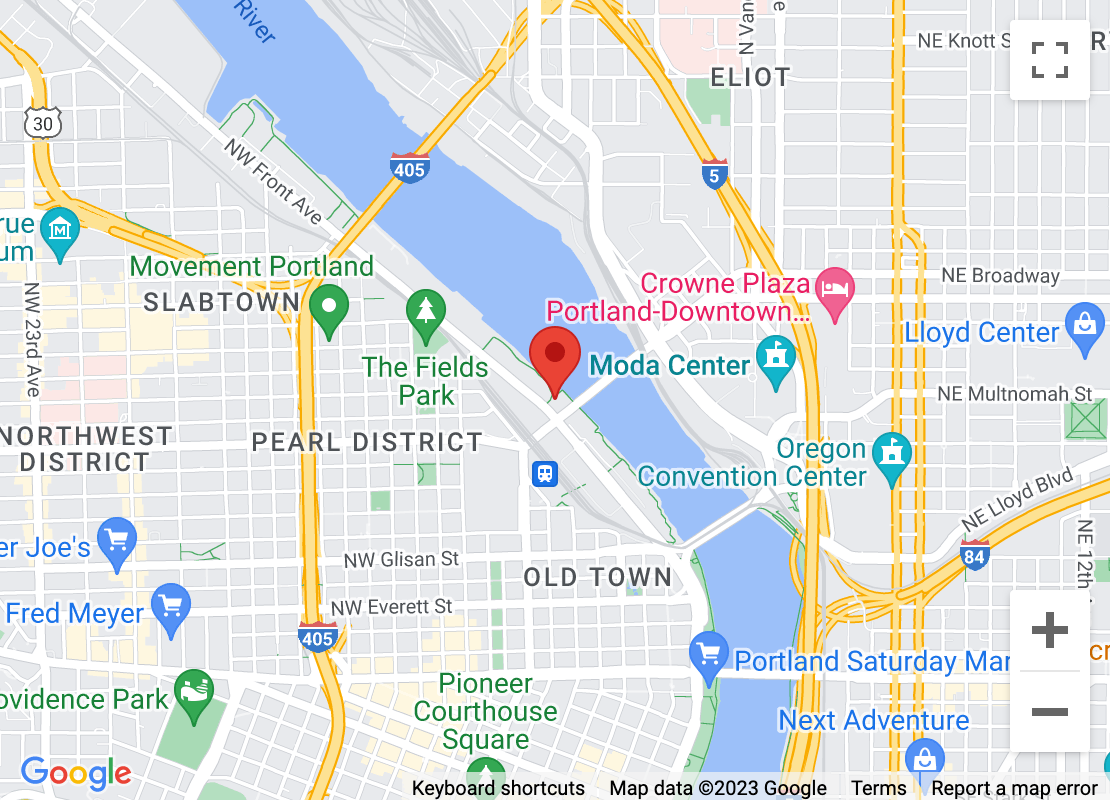 River
N Van
e
NE Knott S
R
ELIOT
30
405
5
NW Front Ave
rue
um
Movement Portland
SLABTOWN
NE Broadway
Crowne Plaza
Portland-Downtown...
Lloyd Center
NW 23rd Ave
The Fields
Park
Moda Center
NE Multnomah St
NORTHWEST
DISTRICT
PEARL DISTRICT
Oregon
Convention Center
NE Lloyd Blvd
er Joe's
NW Glisan St
OLD TOWN
84
NE 12th
Fred Meyer
NW Everett St
405
Portland Saturday Mar
cr
ovidence Park
Pioneer
Courthouse
Square
Next Adventure
Google
Keyboard shortcuts
Map data ©2023 Google
Terms
Report a map error